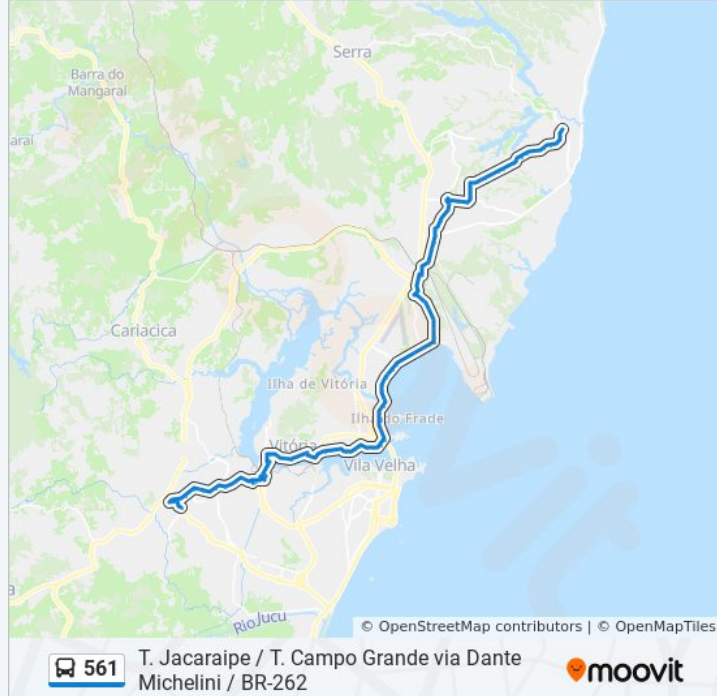 Serra
Barra do
Mangaraí
araí
Cariacica
Ilha de Vitória
Ilha do Frade
Vitória
Vila Velha
a
Rio Jucu
© OpenStreetMap contributors | © OpenMapTiles
561
T. Jacaraipe / T. Campo Grande via Dante
Michelini / BR-262
moovit